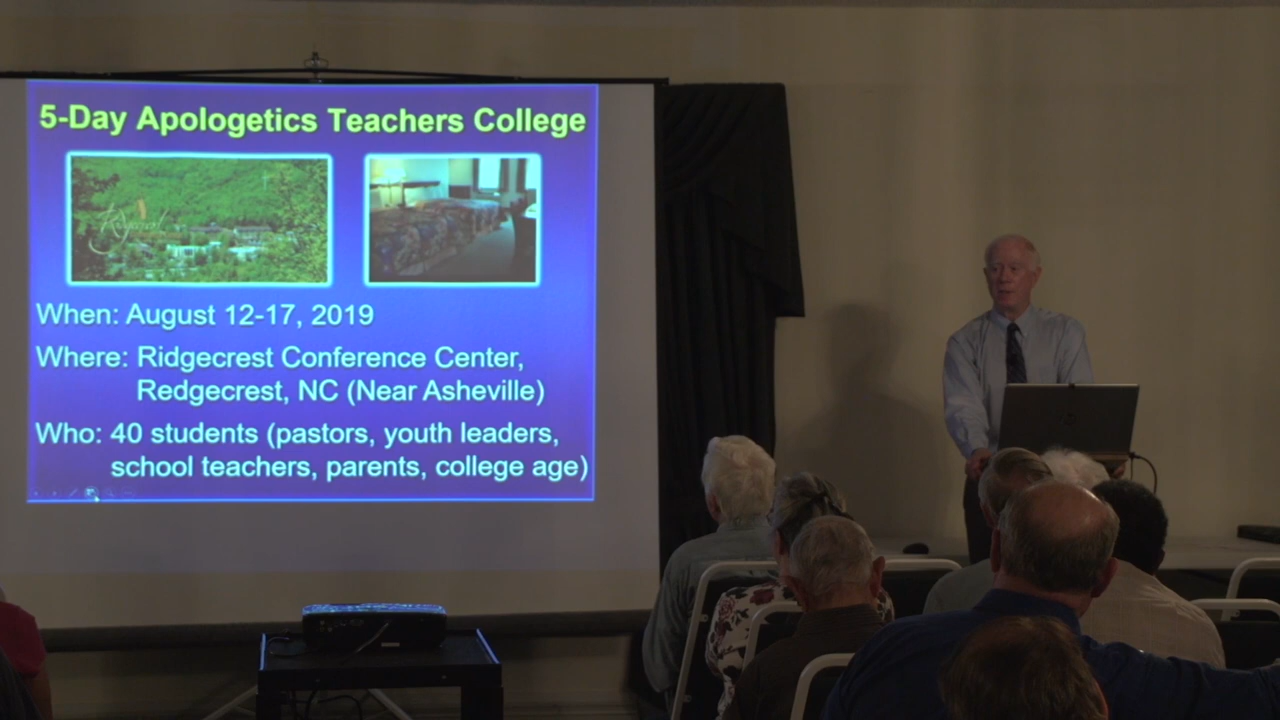 5-Day Apologetics Teachers College
Ridgecrest
When: August 12-17, 2019
Where: Ridgecrest Conference Center,
Redgecrest, NC (Near Asheville)
Who: 40 students (pastors, youth leaders,
school teachers, parents, college age)